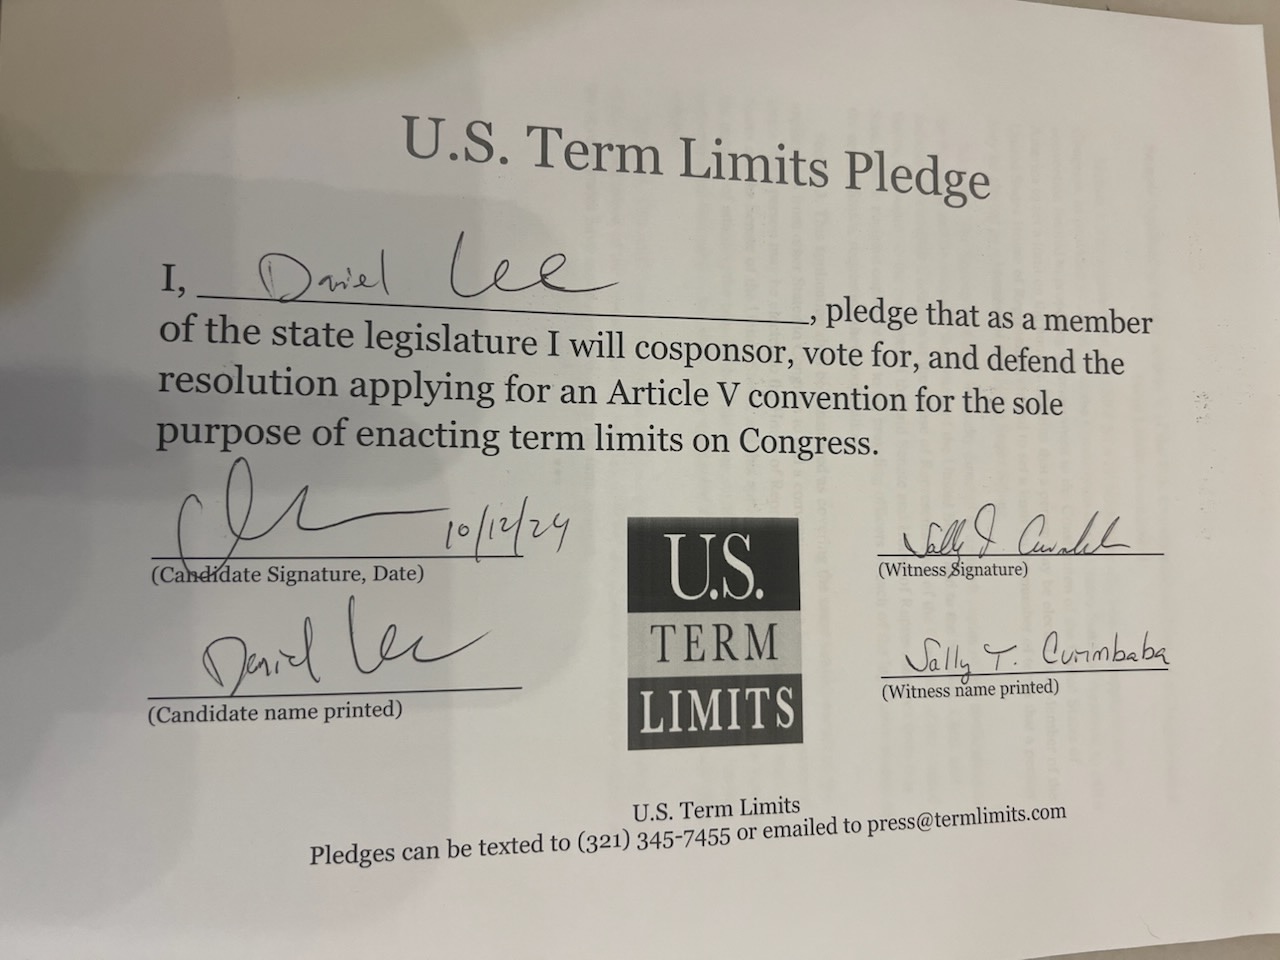 U.S. Term Limits Pledge
I, Daniel Lee, pledge that as a member
of the state legislature I will cosponsor, vote for, and defend the
resolution applying for an Article V convention for the sole
purpose of enacting term limits on Congress.
10/12/24
(Candidate Signature, Date)
Daniel Lee
(Candidate name printed)
U.S.
TERM
LIMITS
(Witness Signature)
Sally T. Curimbaba
(Witness name printed)
U.S. Term Limits
Pledges can be texted to (321) 345-7455 or emailed to press@termlimits.com